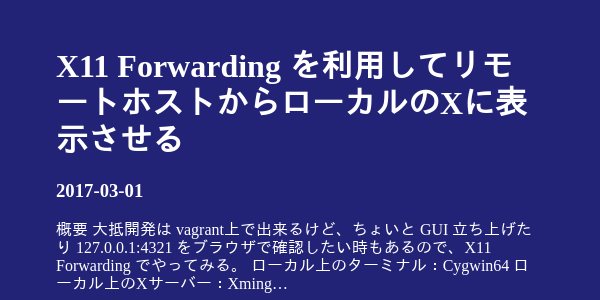 X11 Forwarding を利用してリモ
ートホストからローカルのXに表
示させる
2017-03-01
概要 大抵開発は vagrant上で出来るけど、ちょいと GUI 立ち上げた
り 127.0.0.1:4321 をブラウザで確認したい時もあるので、X11
Forwarding でやってみる。 ローカル上のターミナル：Cygwin64 ロ
ーカル上のXサーバー：Xming…